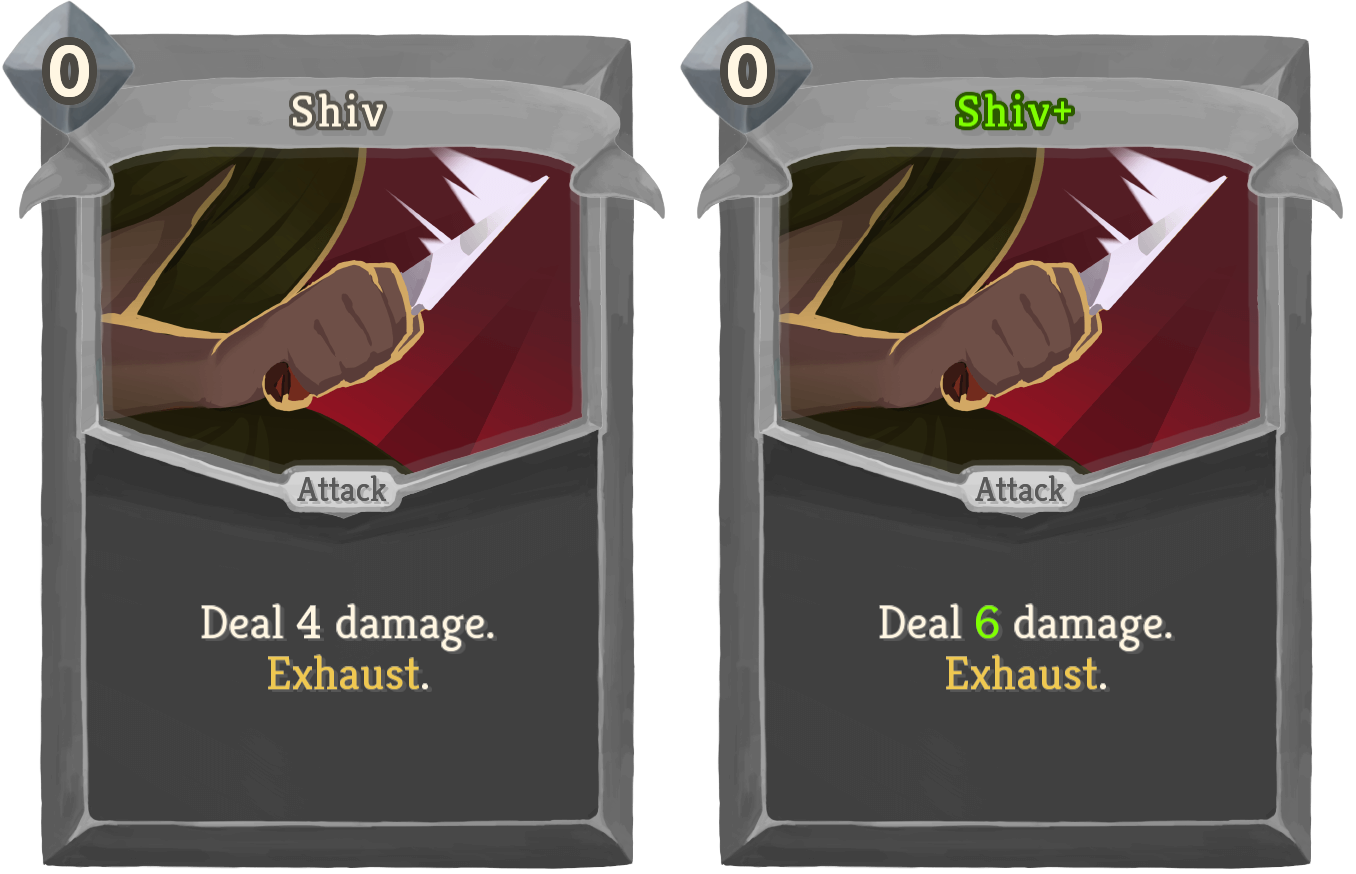 0
Shiv
Attack
Deal 4 damage.
Exhaust.
0
Shiv+
Attack
Deal 6 damage.
Exhaust.